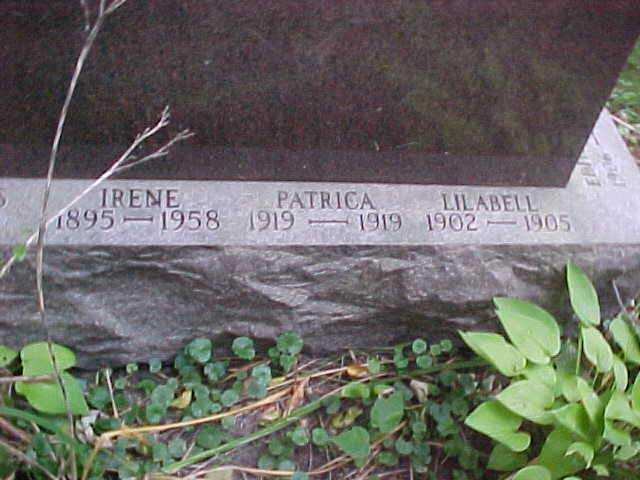 IRENE PATRICA LILABELL
1895 — 1958 1919 — 1919 1902 — 1905